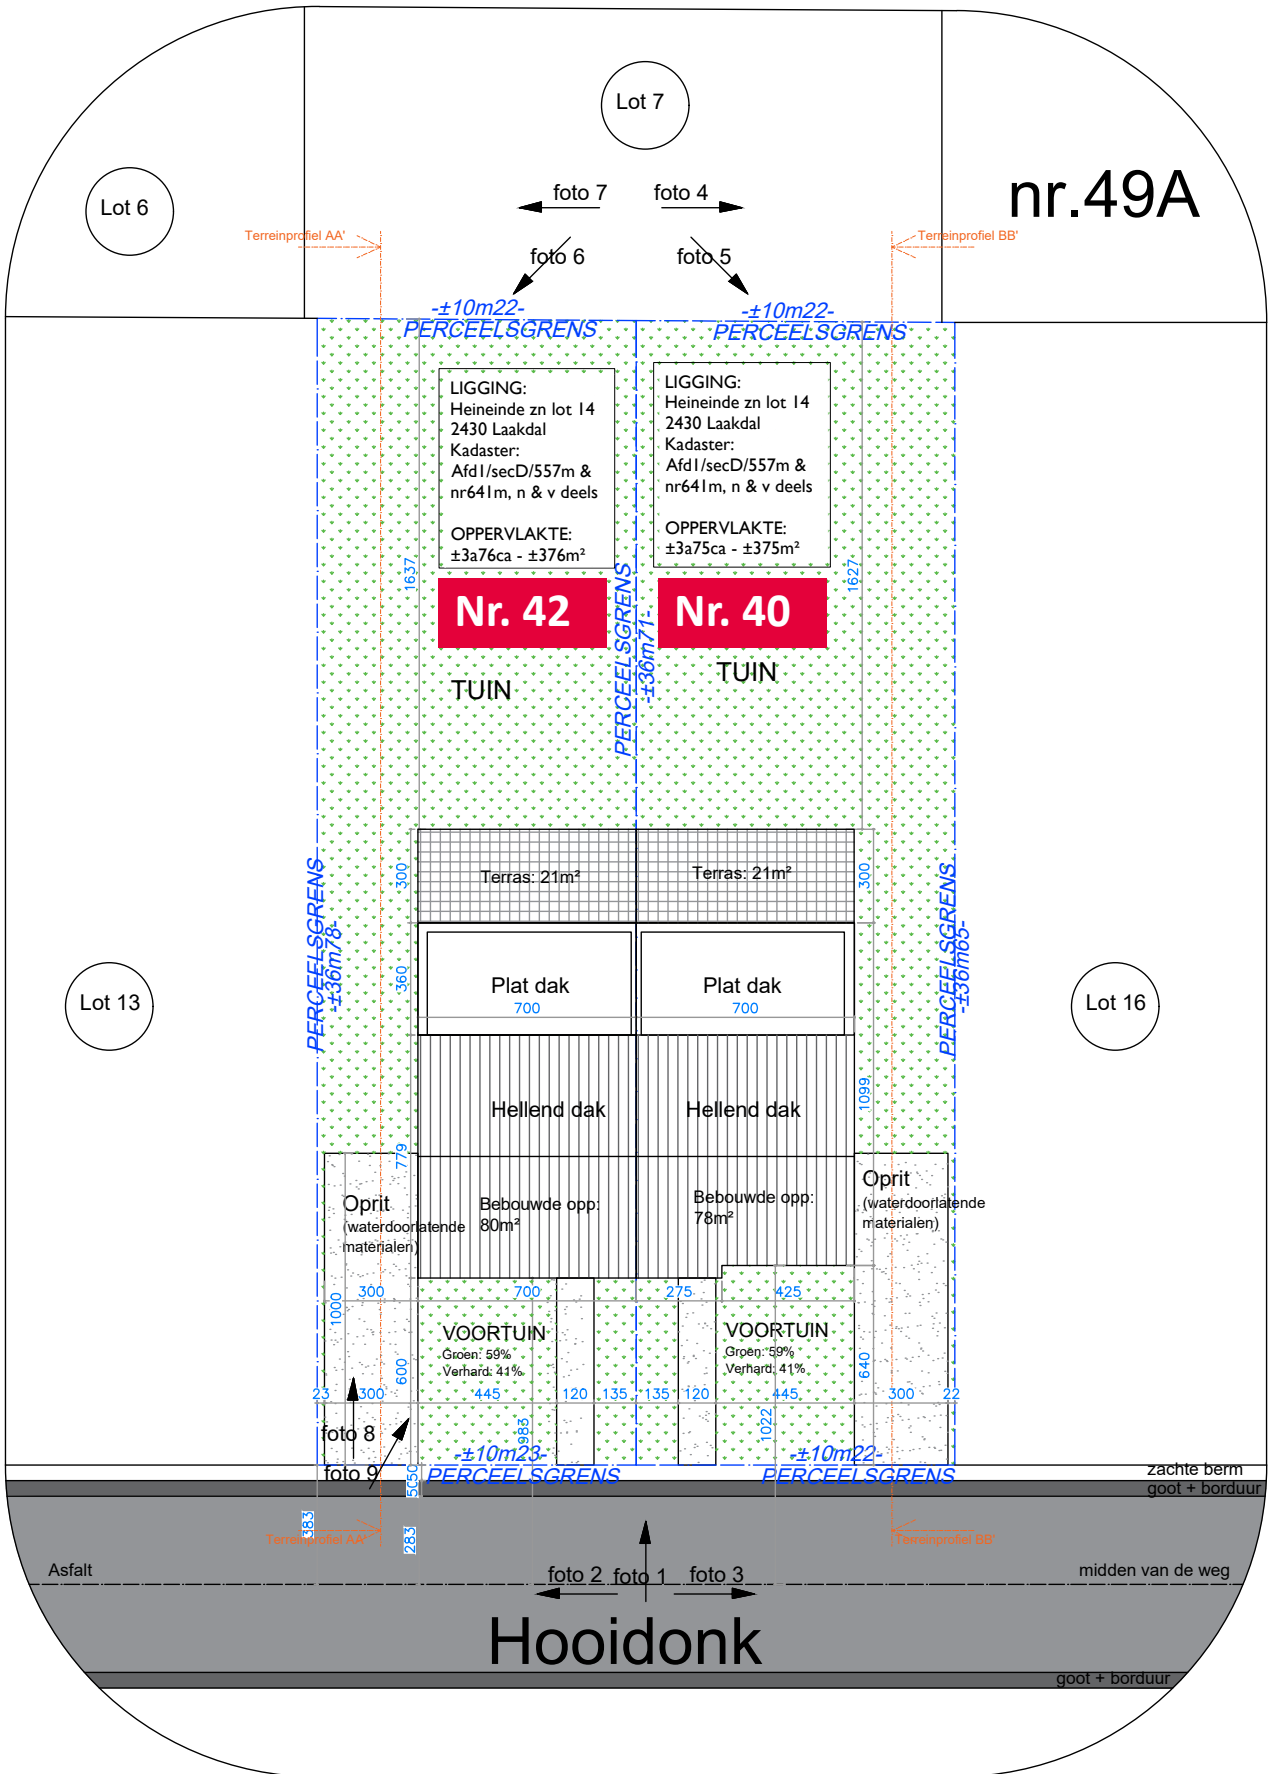 Lot 7
Lot 6
nr.49A
foto 7
foto 4
Terreinprofiel AA'
Terreinprofiel BB'
foto 6
foto 5
-±10m22-
PERCEELSGRENS
-±10m22-
PERCEELSGRENS
LIGGING:
Heineinde zn lot 14
2430 Laakdal
Kadaster:
Afd1/secD/557m &
nr641m, n & v deels
OPPERVLAKTE:
±3a76ca - ±376m²
LIGGING:
Heineinde zn lot 14
2430 Laakdal
Kadaster:
Afd1/secD/557m &
nr641m, n & v deels
OPPERVLAKTE:
±3a75ca - ±375m²
1637
1627
Nr. 42
Nr. 40
PERCEELSGRENS
-±36m71-
TUIN
TUIN
PERCEELSGRENS
-±36m78-
PERCEELSGRENS
-±36m65-
300
Terras: 21m²
Terras: 21m²
300
360
Plat dak
700
Plat dak
700
Lot 13
Lot 16
Hellend dak
Hellend dak
1099
779
Oprit
(waterdoorlatende
materialen)
Bebouwde opp:
80m²
Bebouwde opp:
78m²
Oprit
(waterdoorlatende
materialen)
300
700
275
425
1000
VOORTUIN
Groen: 59%
Verhard: 41%
VOORTUIN
Groen: 59%
Verhard: 41%
600
640
23
300
445
120
135
135
120
445
300
22
983
1022
foto 8
foto 9
-±10m23-
PERCEELSGRENS
-±10m22-
PERCEELSGRENS
zachte berm
goot + borduur
50
50
383
283
Terreinprofiel AA'
Terreinprofiel BB'
Asfalt
midden van de weg
foto 2
foto 1
foto 3
Hooidonk
goot + borduur